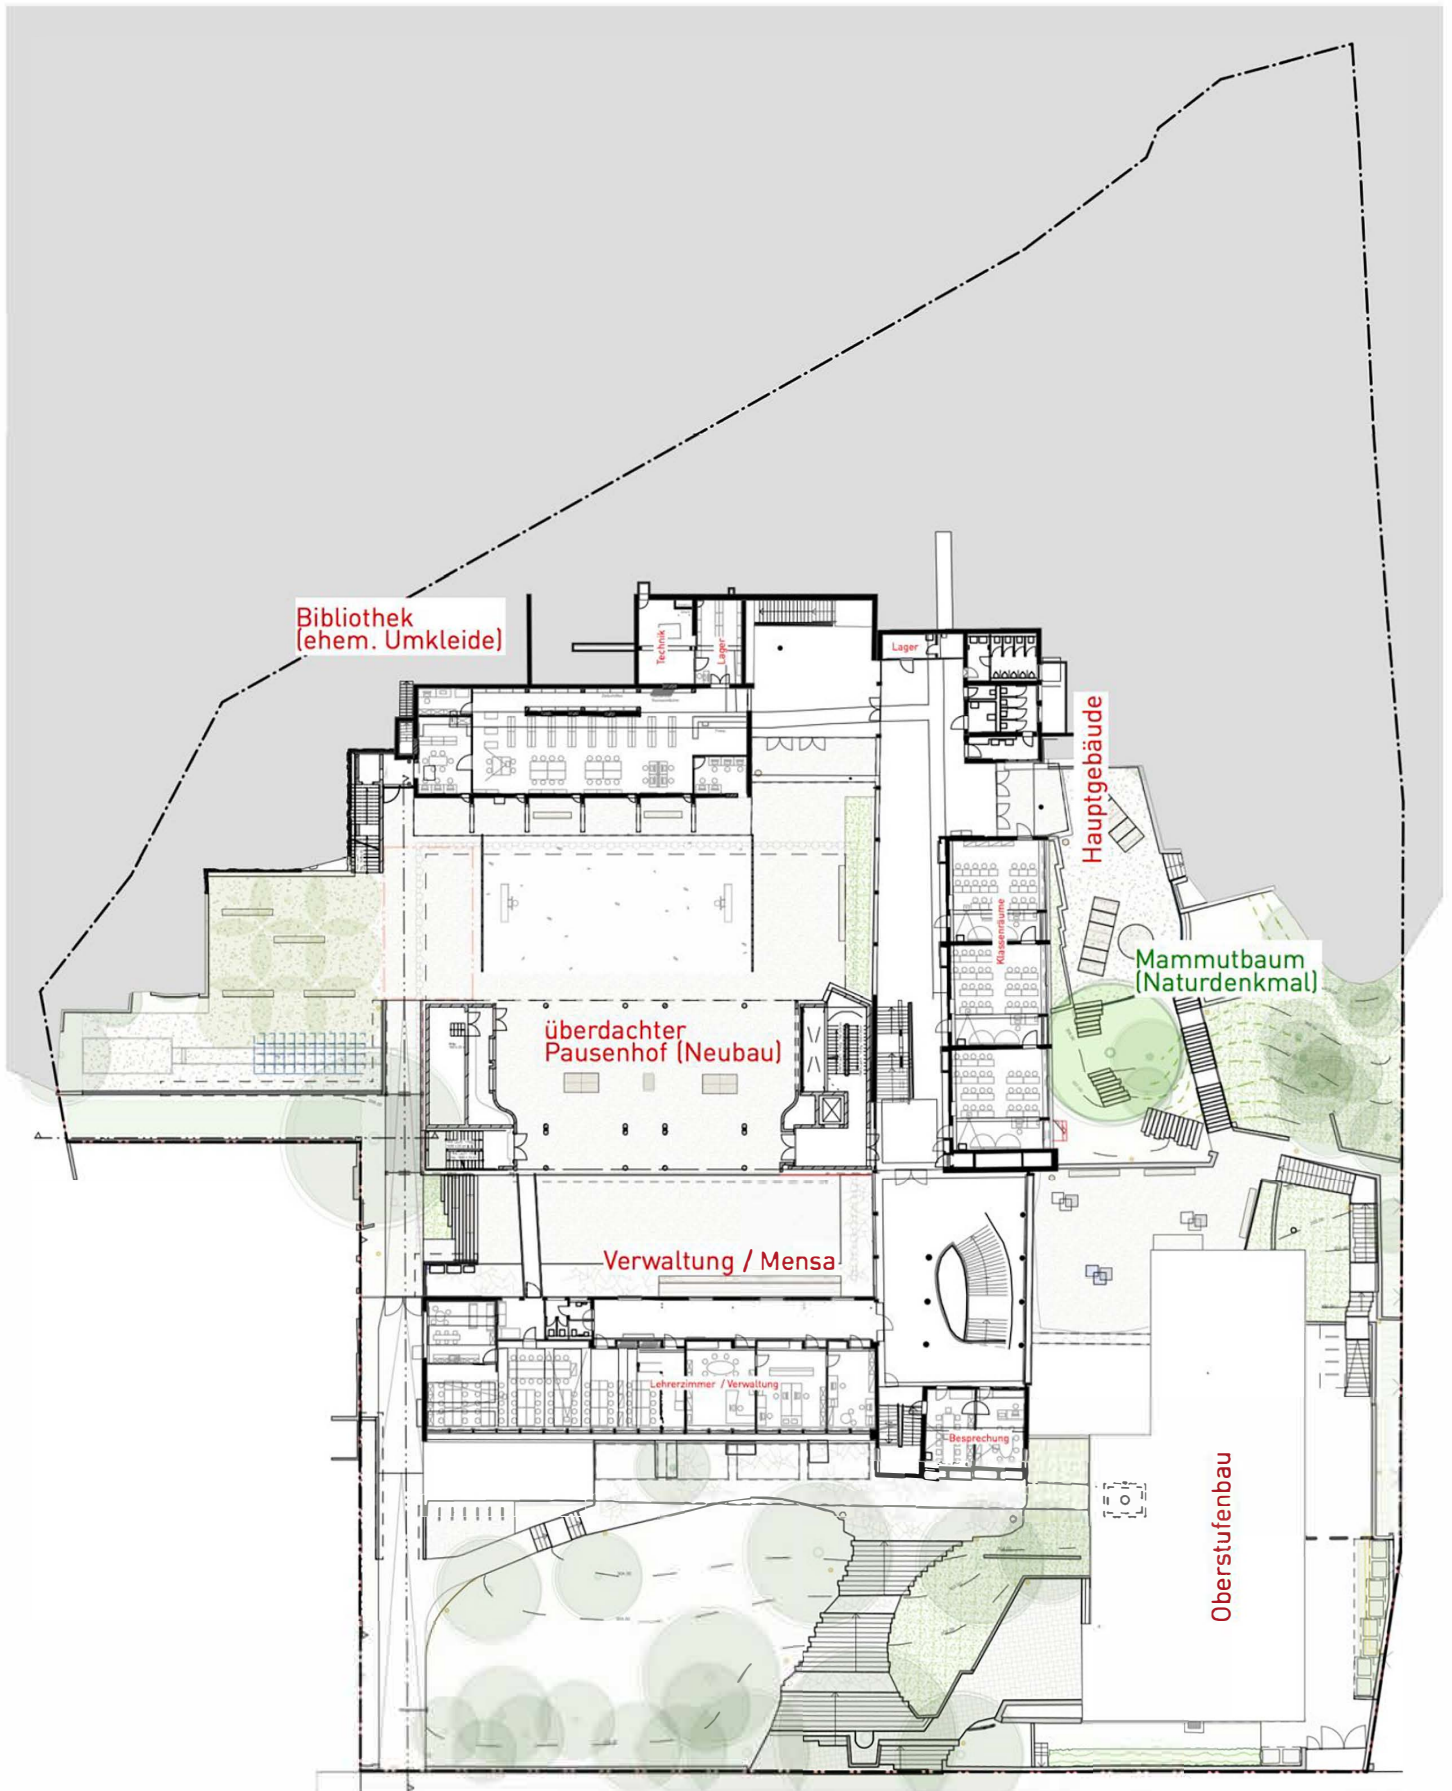 Bibliothek
(ehem. Umkleide)
Technik
Lager
Lager
Hauptgebäude
Klassenräume
Mammutbaum
(Naturdenkmal)
überdachter
Pausenhof (Neubau)
Verwaltung / Mensa
Lehrerzimmer / Verwaltung
Besprechung
Oberstufenbau